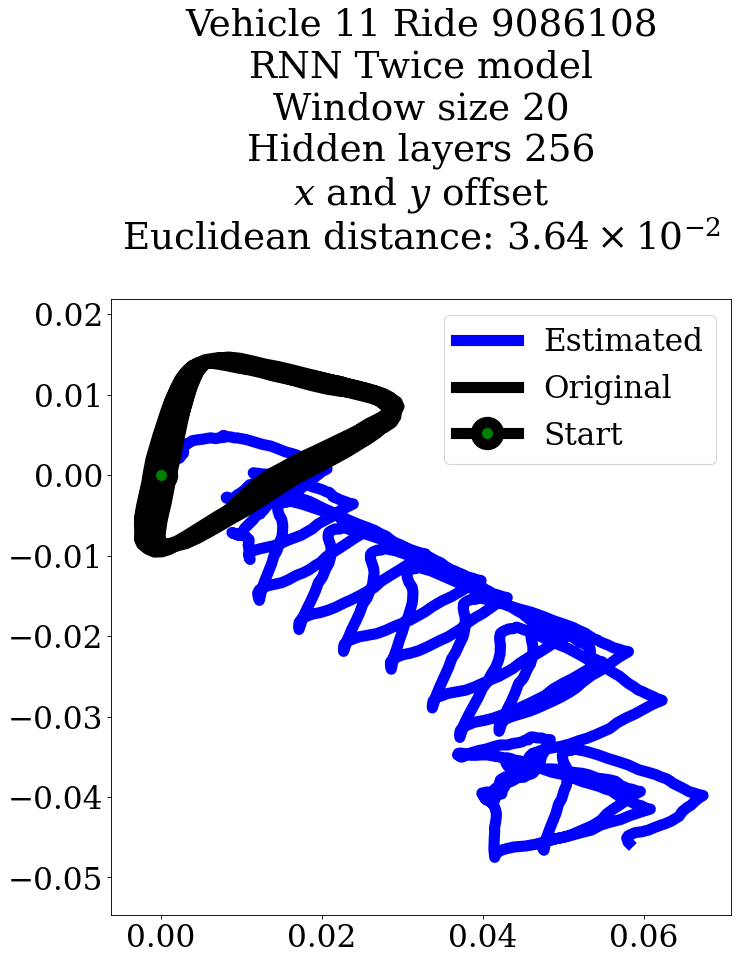 Vehicle 11 Ride 9086108
RNN Twice model
Window size 20
Hidden layers 256
x and y offset
Euclidean distance: 3.64 × 10⁻²
Estimated
Original
Start
0.02
0.01
0.00
−0.01
−0.02
−0.03
−0.04
−0.05
0.00 0.02 0.04 0.06